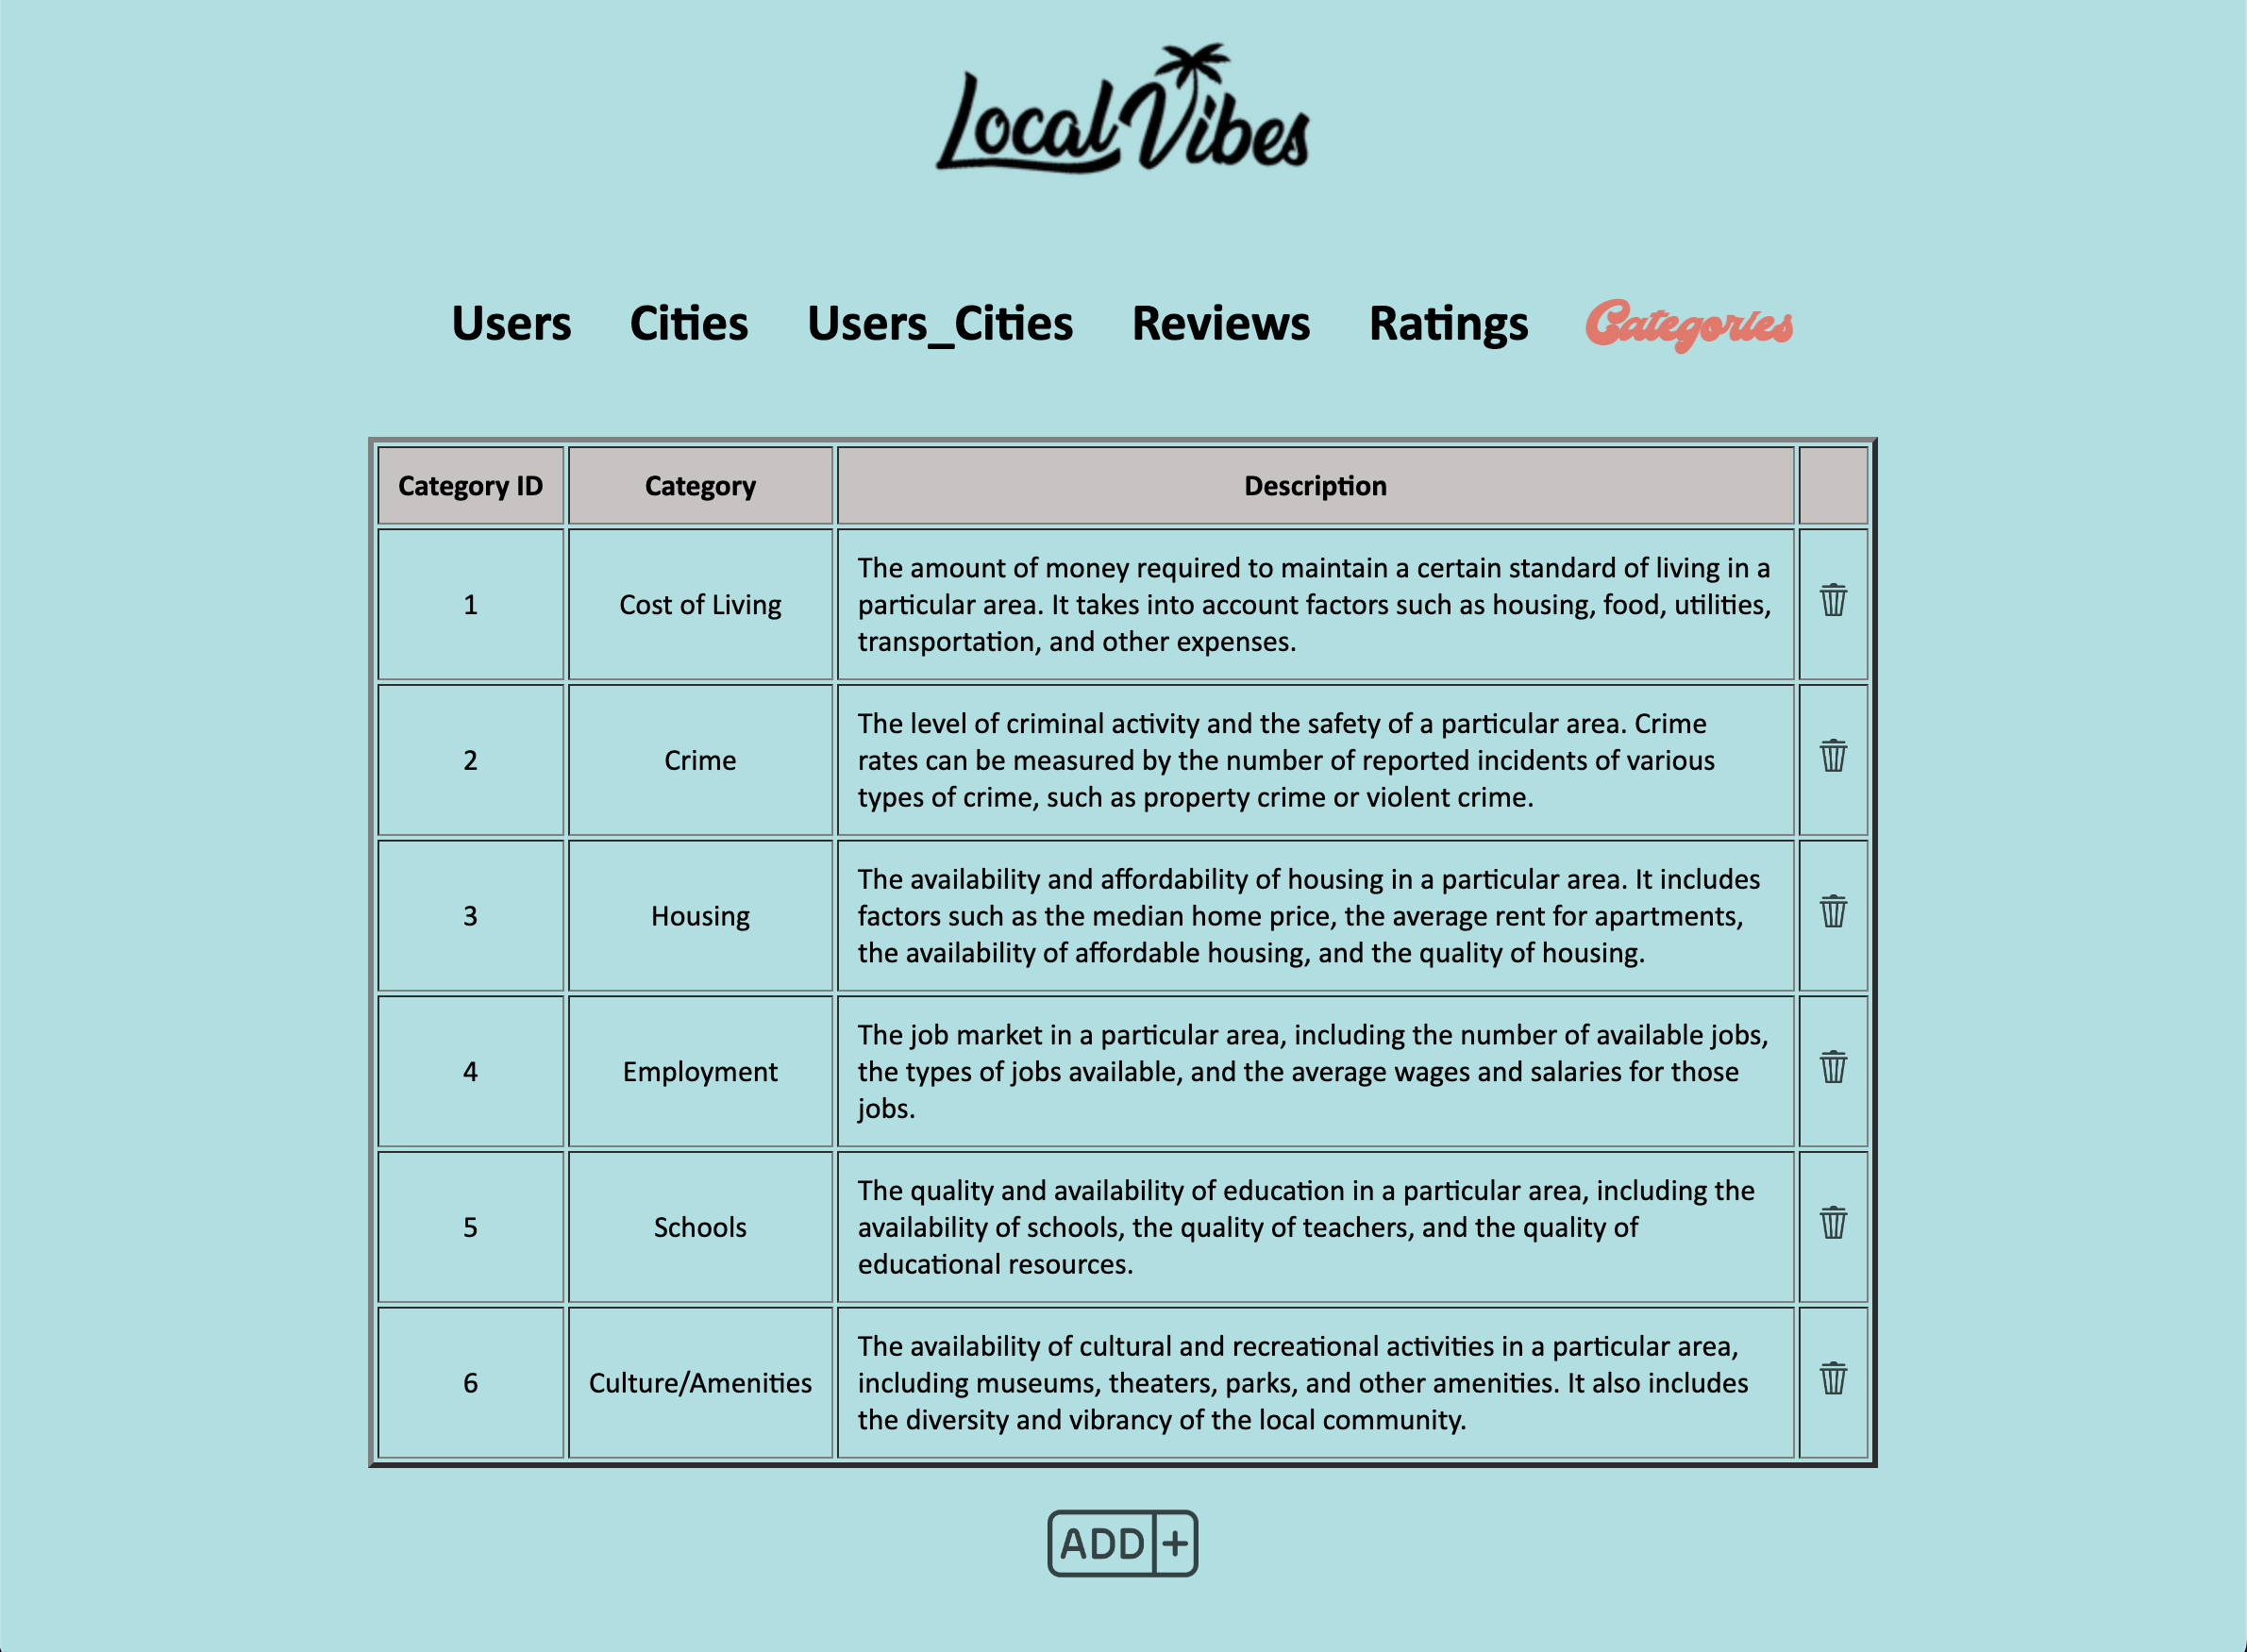 Local Vibes
Users Cities Users_Cities Reviews Ratings Categories
Category ID Category Description
1 Cost of Living The amount of money required to maintain a certain standard of living in a
particular area. It takes into account factors such as housing, food, utilities,
transportation, and other expenses.
2 Crime The level of criminal activity and the safety of a particular area. Crime
rates can be measured by the number of reported incidents of various
types of crime, such as property crime or violent crime.
3 Housing The availability and affordability of housing in a particular area. It includes
factors such as the median home price, the average rent for apartments,
the availability of affordable housing, and the quality of housing.
4 Employment The job market in a particular area, including the number of available jobs,
the types of jobs available, and the average wages and salaries for those
jobs.
5 Schools The quality and availability of education in a particular area, including the
availability of schools, the quality of teachers, and the quality of
educational resources.
6 Culture/Amenities The availability of cultural and recreational activities in a particular area,
including museums, theaters, parks, and other amenities. It also includes
the diversity and vibrancy of the local community.
ADD +